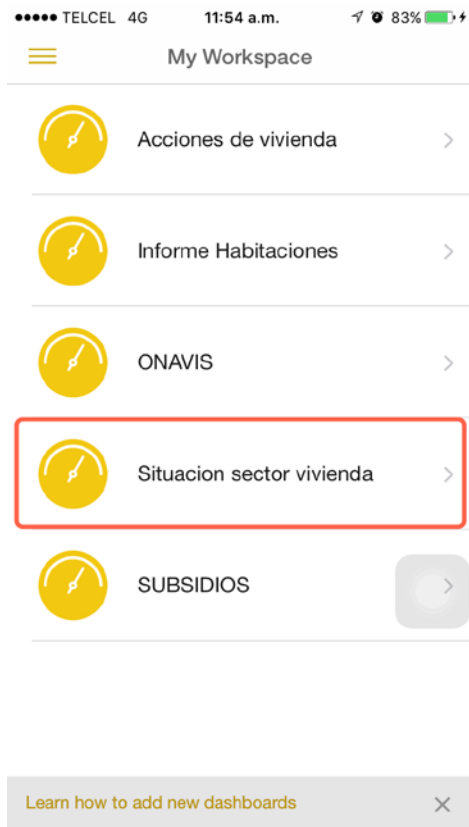 TELCEL 4G 11:54 a.m. 83%
My Workspace
Acciones de vivienda
Informe Habitaciones
ONAVIS
Situacion sector vivienda
SUBSIDIOS
Learn how to add new dashboards